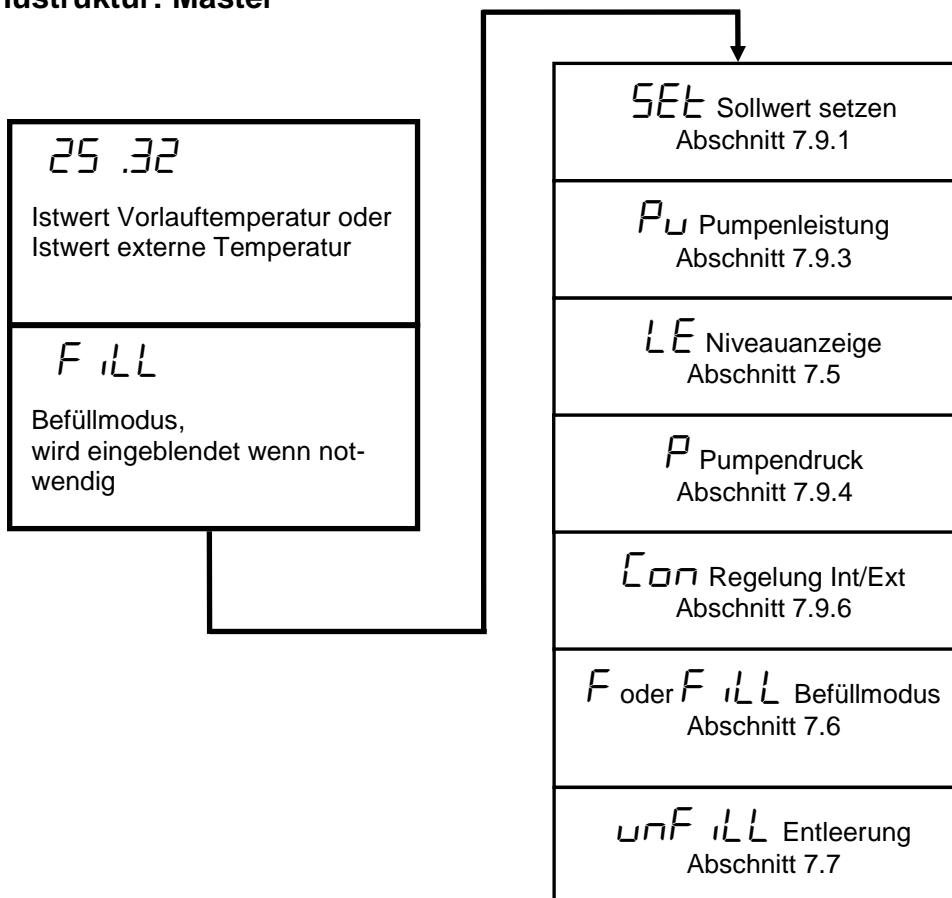 nustruktur: Master
25 .32
Istwert Vorlauftemperatur oder
Istwert externe Temperatur
F iLL
Befüllmodus,
wird eingeblendet wenn not-
wendig
SEt Sollwert setzen
Abschnitt 7.9.1
Pu Pumpenleistung
Abschnitt 7.9.3
LE Niveauanzeige
Abschnitt 7.5
P Pumpendruck
Abschnitt 7.9.4
Con Regelung Int/Ext
Abschnitt 7.9.6
F oder F iLL Befüllmodus
Abschnitt 7.6
unF iLL Entleerung
Abschnitt 7.7